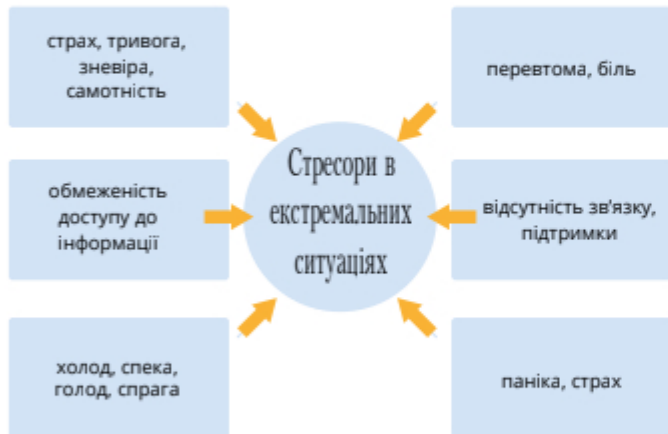 страх, тривога,
зневіра,
самотність
перевтома, біль
Стресори в
екстремальних
ситуаціях
обмеженість
доступу до
інформації
відсутність зв'язку,
підтримки
холод, спека,
голод, спрага
паніка, страх